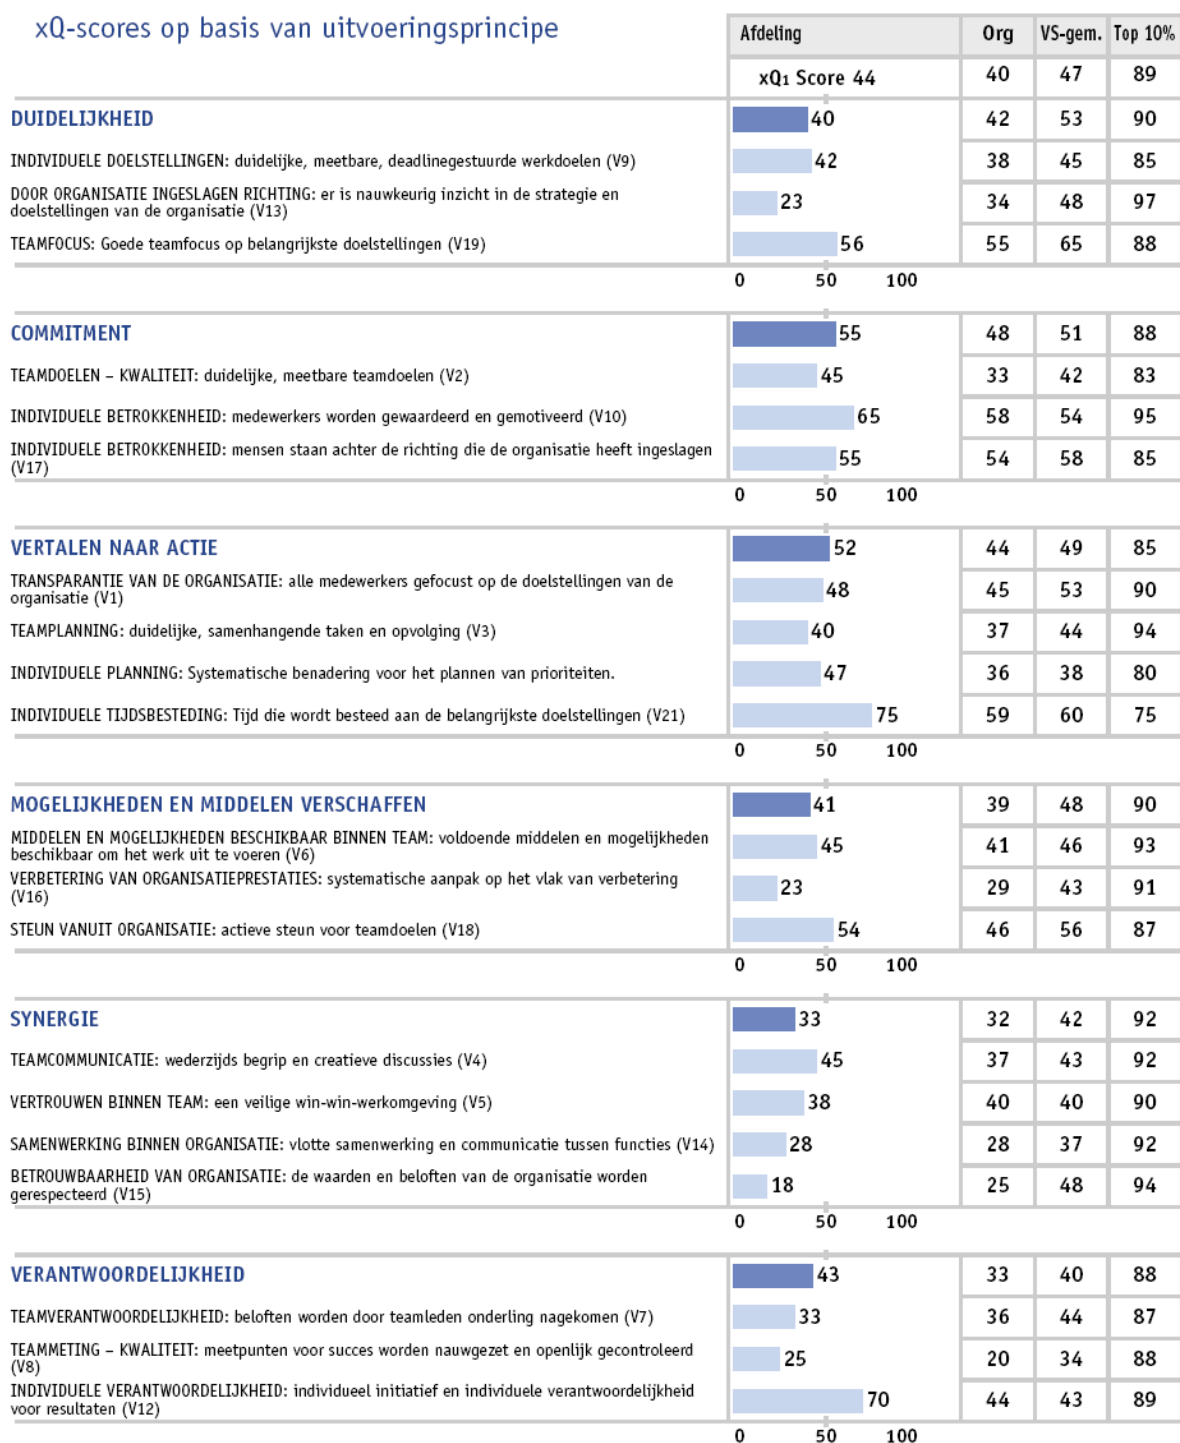 xQ-scores op basis van uitvoeringsprincipe
Afdeling Org VS-gem. Top 10%
xQ1 Score 44 40 47 89
DUIDELIJKHEID 40 42 53 90
INDIVIDUELE DOELSTELLINGEN: duidelijke, meetbare, deadlinegestuurde werkdoelen (V9) 42 38 45 85
DOOR ORGANISATIE INGESLAGEN RICHTING: er is nauwkeurig inzicht in de strategie en
doelstellingen van de organisatie (V13) 23 34 48 97
TEAMFOCUS: Goede teamfocus op belangrijkste doelstellingen (V19) 56 55 65 88
0 50 100
COMMITMENT 55 48 51 88
TEAMDOELEN – KWALITEIT: duidelijke, meetbare teamdoelen (V2) 45 33 42 83
INDIVIDUELE BETROKKENHEID: medewerkers worden gewaardeerd en gemotiveerd (V10) 65 58 54 95
INDIVIDUELE BETROKKENHEID: mensen staan achter de richting die de organisatie heeft ingeslagen
(V17) 55 54 58 85
0 50 100
VERTALEN NAAR ACTIE 52 44 49 85
TRANSPARANTIE VAN DE ORGANISATIE: alle medewerkers gefocust op de doelstellingen van de
organisatie (V1) 48 45 53 90
TEAMPLANNING: duidelijke, samenhangende taken en opvolging (V3) 40 37 44 94
INDIVIDUELE PLANNING: Systematische benadering voor het plannen van prioriteiten. 47 36 38 80
INDIVIDUELE TIJDSBESTEDING: Tijd die wordt besteed aan de belangrijkste doelstellingen (V21) 75 59 60 75
0 50 100
MOGELIJKHEDEN EN MIDDELEN VERSCHAFFEN 41 39 48 90
MIDDELEN EN MOGELIJKHEDEN BESCHIKBAAR BINNEN TEAM: voldoende middelen en mogelijkheden
beschikbaar om het werk uit te voeren (V6) 45 41 46 93
VERBETERING VAN ORGANISATIEPRESTATIES: systematische aanpak op het vlak van verbetering
(V16) 23 29 43 91
STEUN VANUIT ORGANISATIE: actieve steun voor teamdoelen (V18) 54 46 56 87
0 50 100
SYNERGIE 33 32 42 92
TEAMCOMMUNICATIE: wederzijds begrip en creatieve discussies (V4) 45 37 43 92
VERTROUWEN BINNEN TEAM: een veilige win-win-werkomgeving (V5) 38 40 40 90
SAMENWERKING BINNEN ORGANISATIE: vlotte samenwerking en communicatie tussen functies (V14) 28 28 37 92
BETROUWBAARHEID VAN ORGANISATIE: de waarden en beloften van de organisatie worden
gerespecteerd (V15) 18 25 48 94
0 50 100
VERANTWOORDELIJKHEID 43 33 40 88
TEAMVERANTWOORDELIJKHEID: beloften worden door teamleden onderling nagekomen (V7) 33 36 44 87
TEAMMETING – KWALITEIT: meetpunten voor succes worden nauwgezet en openlijk gecontroleerd
(V8) 25 20 34 88
INDIVIDUELE VERANTWOORDELIJKHEID: individueel initiatief en individuele verantwoordelijkheid
voor resultaten (V12) 70 44 43 89
0 50 100